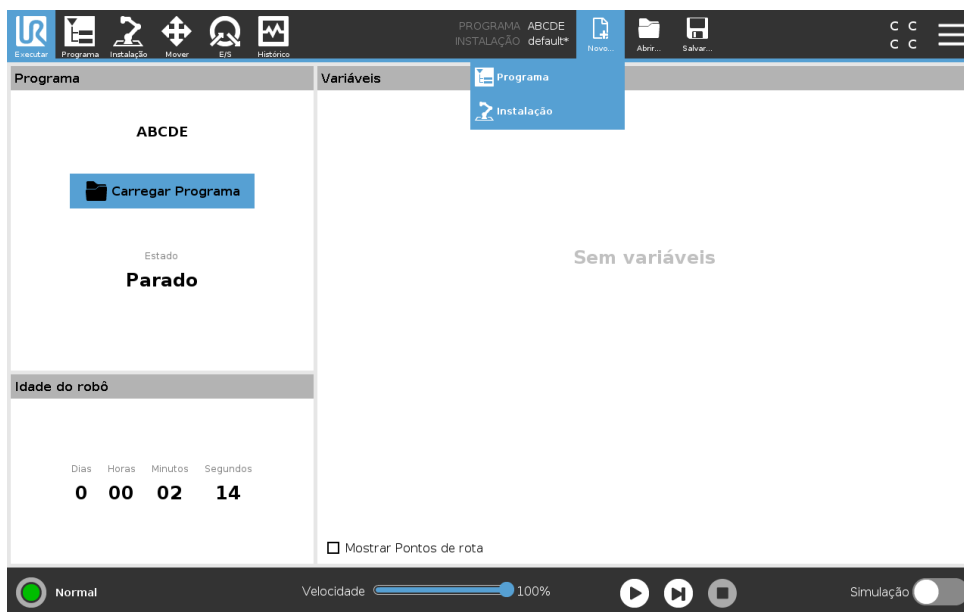 UR
Executar Programa Instalação Mover E/S Histórico
PROGRAMA ABCDE
INSTALAÇÃO default*
Novo... Abrir... Salvar...
C C
C C
Programa
Instalação
Programa
ABCDE
Carregar Programa
Estado
Parado
Variáveis
Sem variáveis
Mostrar Pontos de rota
Idade do robô
Dias Horas Minutos Segundos
0 00 02 14
Normal
Velocidade 100%
Simulação